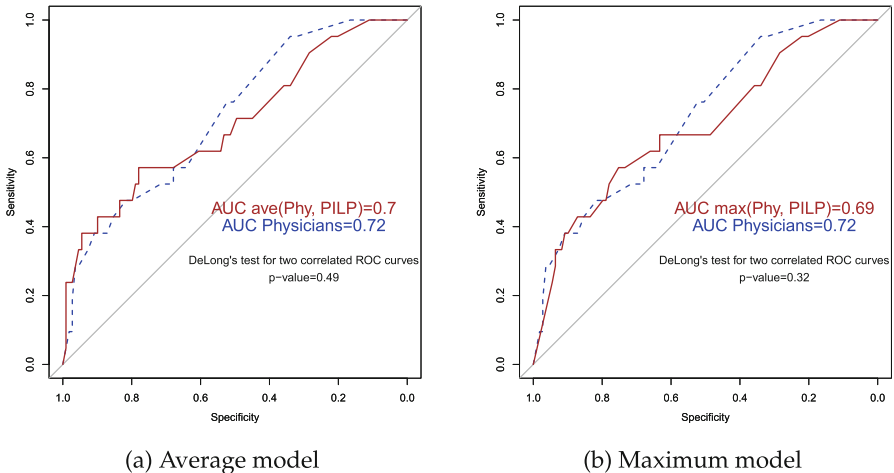 1.0
0.8
0.6
0.4
0.2
0.0
Sensitivity
AUC ave(Phy, PILP)=0.7
AUC Physicians=0.72
DeLong's test for two correlated ROC curves
p−value=0.49
1.0 0.8 0.6 0.4 0.2 0.0
Specificity
(a) Average model
1.0
0.8
0.6
0.4
0.2
0.0
Sensitivity
AUC max(Phy, PILP)=0.69
AUC Physicians=0.72
DeLong's test for two correlated ROC curves
p−value=0.32
1.0 0.8 0.6 0.4 0.2 0.0
Specificity
(b) Maximum model